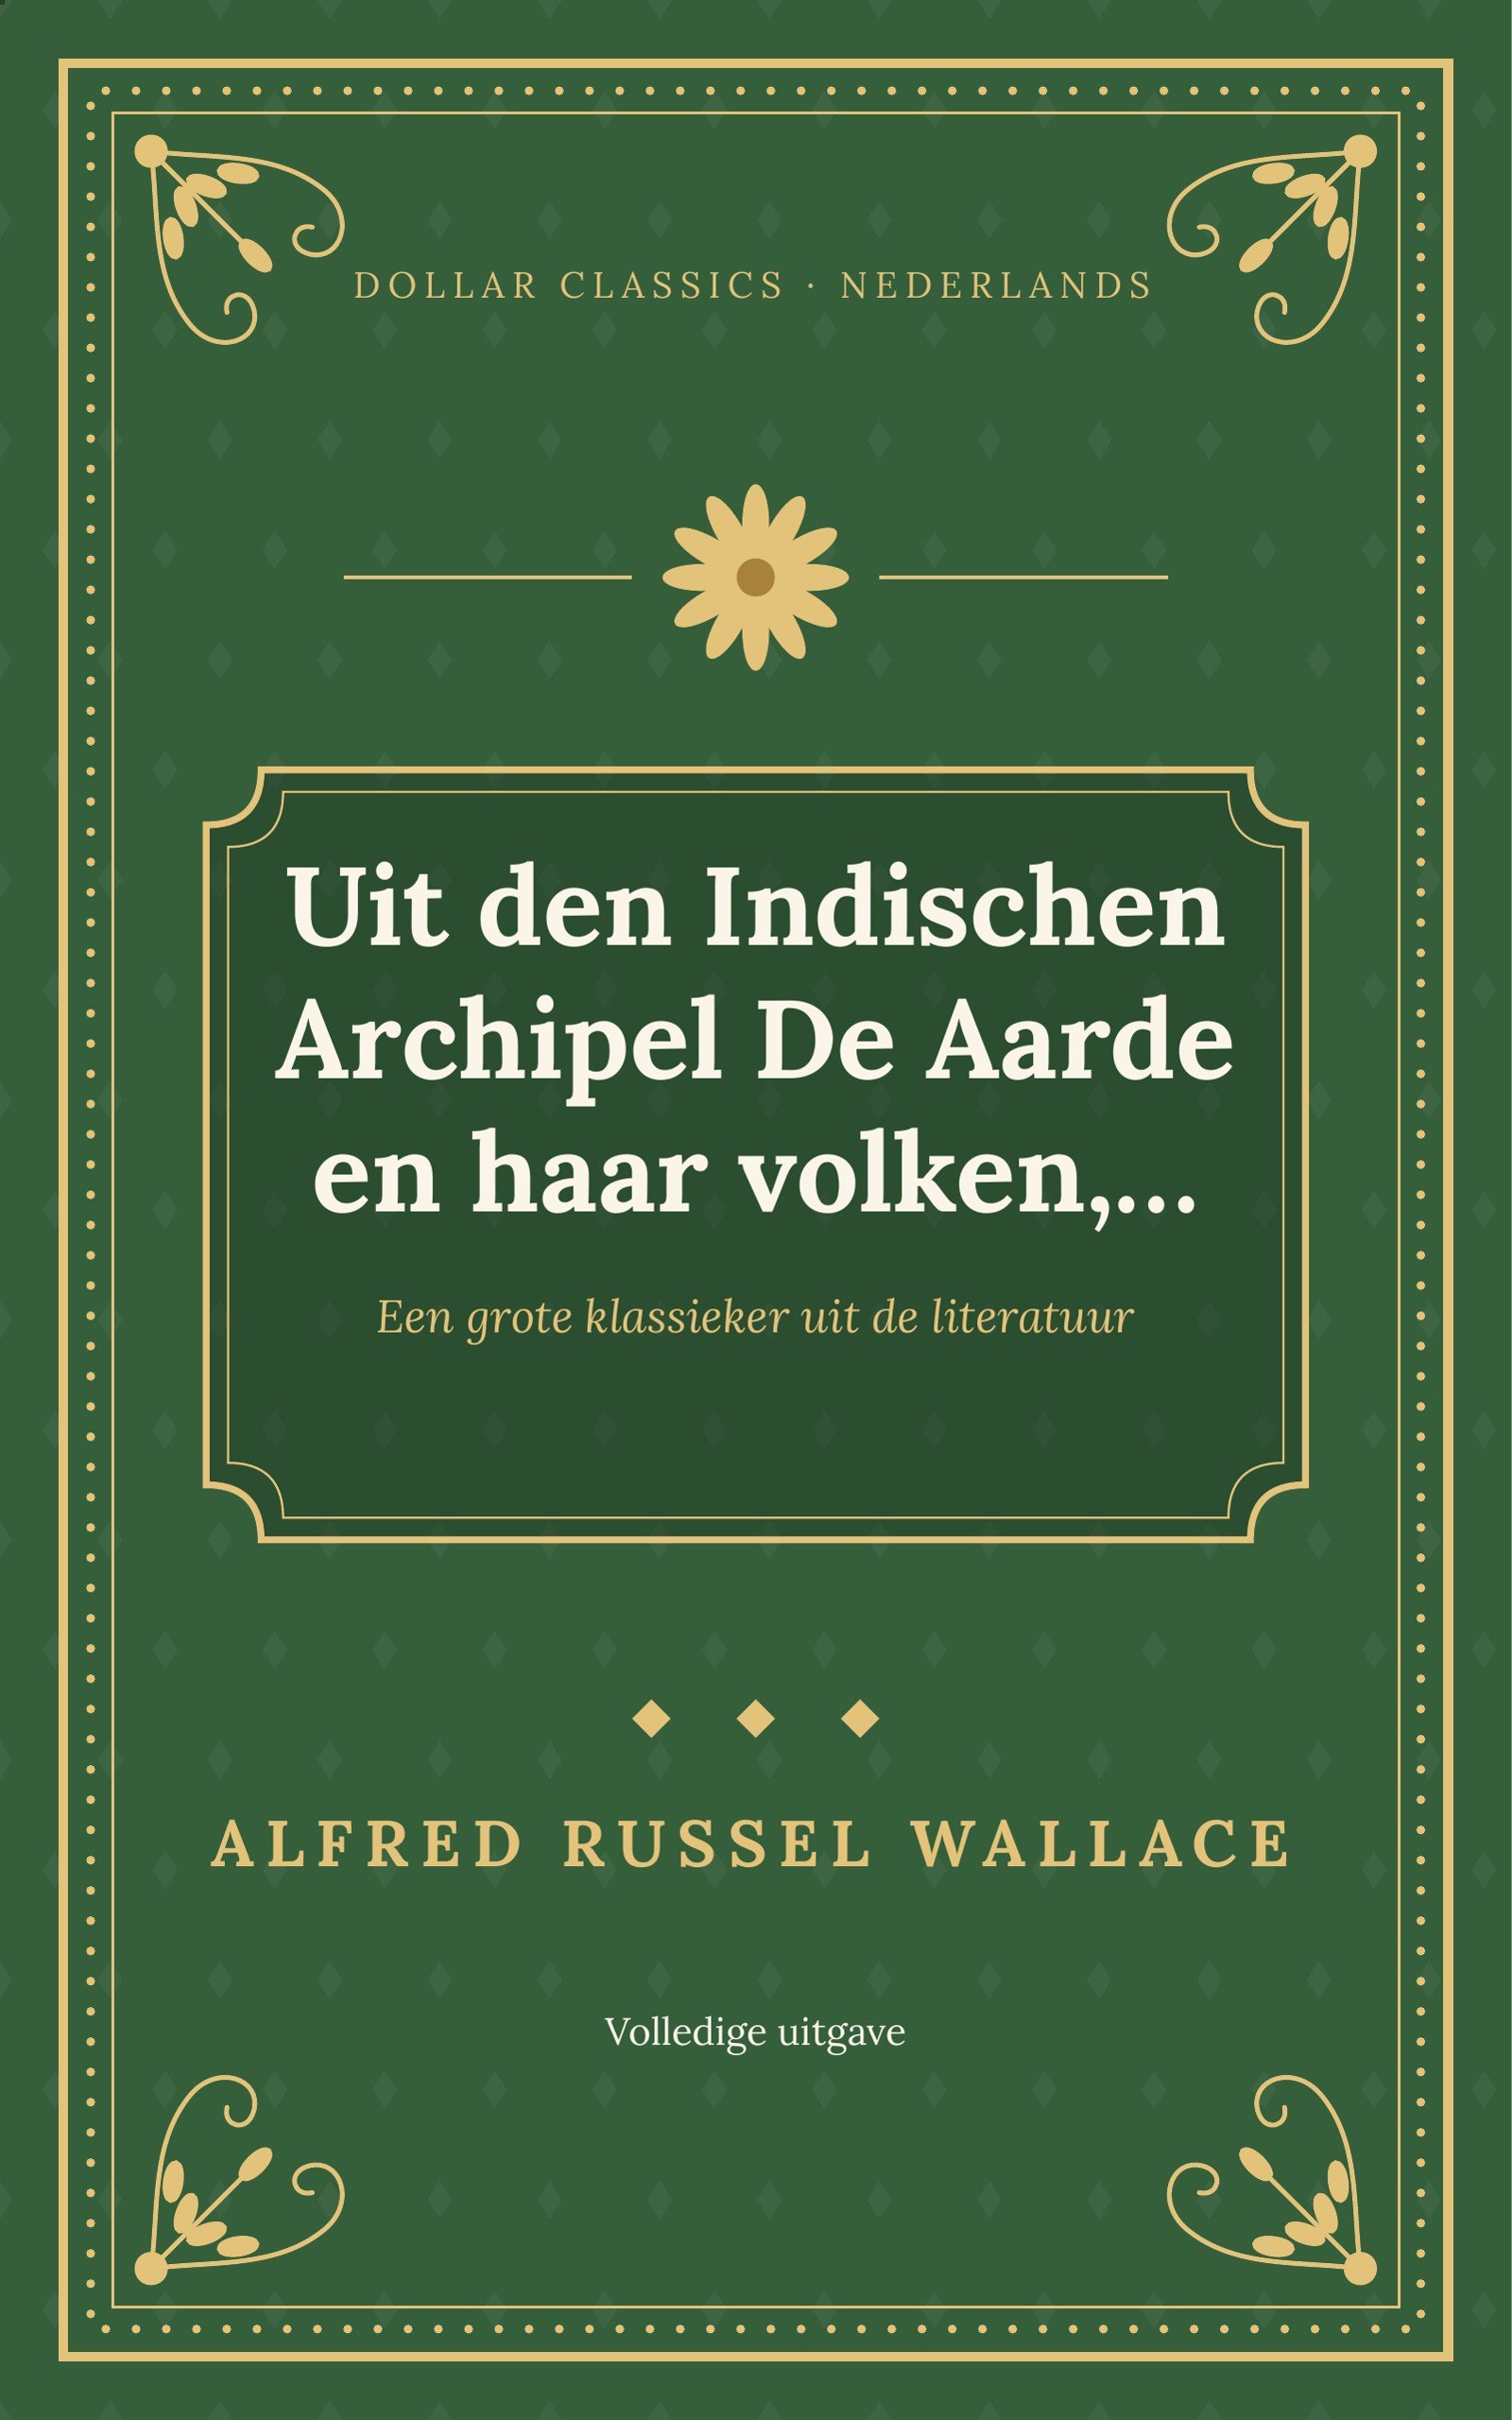 DOLLAR CLASSICS · NEDERLANDS
Uit den Indischen
Archipel De Aarde
en haar volken,...
Een grote klassieker uit de literatuur
ALFRED RUSSEL WALLACE
Volledige uitgave